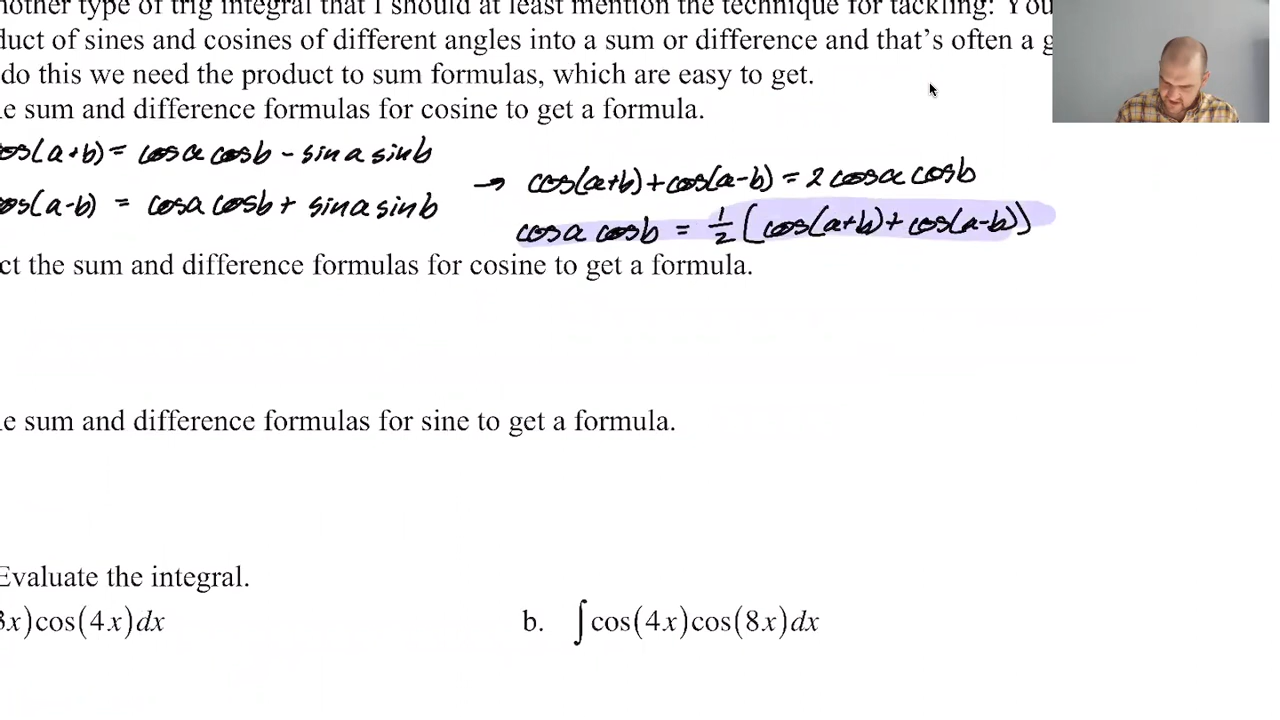 another type of trig integral that I should at least mention the technique for tackling: You
duct of sines and cosines of different angles into a sum or difference and that's often a g
do this we need the product to sum formulas, which are easy to get.
e sum and difference formulas for cosine to get a formula.
cos(a+b) = cos a cos b - sin a sin b
cos(a-b) = cos a cos b + sin a sin b
→ cos(a+b) + cos(a-b) = 2 cos a cos b
cos a cos b = 1/2 (cos(a+b) + cos(a-b))
ct the sum and difference formulas for cosine to get a formula.
e sum and difference formulas for sine to get a formula.
Evaluate the integral.
3x)cos(4x)dx
b. ∫cos(4x)cos(8x)dx